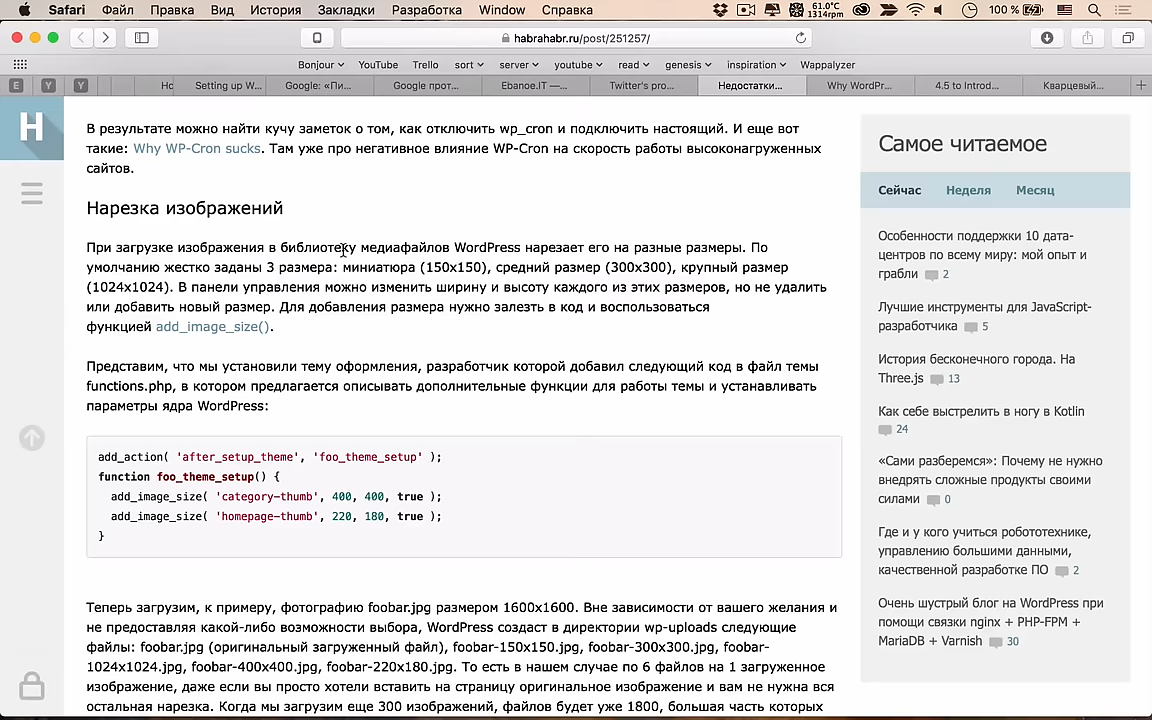 Safari Файл Правка Вид История Закладки Разработка Window Справка 61.0°C 1314rpm 100 %
habrahabr.ru/post/251257/
Bonjour YouTube Trello sort server youtube read genesis inspiration Wappalyzer
E Y Y Нс Setting up W... Google: «Пи... Google прот... Ebanoe.IT —... Twitter's pro... Недостатки... Why WordPr... 4.5 to Introd... Кварцевый...
H
В результате можно найти кучу заметок о том, как отключить wp_cron и подключить настоящий. И еще вот
такие: Why WP-Cron sucks. Там уже про негативное влияние WP-Cron на скорость работы высоконагруженных
сайтов.
Нарезка изображений
При загрузке изображения в библиотеку медиафайлов WordPress нарезает его на разные размеры. По
умолчанию жестко заданы 3 размера: миниатюра (150x150), средний размер (300x300), крупный размер
(1024x1024). В панели управления можно изменить ширину и высоту каждого из этих размеров, но не удалить
или добавить новый размер. Для добавления размера нужно залезть в код и воспользоваться
функцией add_image_size().
Представим, что мы установили тему оформления, разработчик которой добавил следующий код в файл темы
functions.php, в котором предлагается описывать дополнительные функции для работы темы и устанавливать
параметры ядра WordPress:
add_action( 'after_setup_theme', 'foo_theme_setup' );
function foo_theme_setup() {
add_image_size( 'category-thumb', 400, 400, true );
add_image_size( 'homepage-thumb', 220, 180, true );
}
Теперь загрузим, к примеру, фотографию foobar.jpg размером 1600x1600. Вне зависимости от вашего желания и
не предоставляя какой-либо возможности выбора, WordPress создаст в директории wp-uploads следующие
файлы: foobar.jpg (оригинальный загруженный файл), foobar-150x150.jpg, foobar-300x300.jpg, foobar-
1024x1024.jpg, foobar-400x400.jpg, foobar-220x180.jpg. То есть в нашем случае по 6 файлов на 1 загруженное
изображение, даже если вы просто хотели вставить на страницу оригинальное изображение и вам не нужна вся
остальная нарезка. Когда мы загрузим еще 300 изображений, файлов будет уже 1800, большая часть которых
Самое читаемое
Сейчас Неделя Месяц
Особенности поддержки 10 дата-
центров по всему миру: мой опыт и
грабли 2
Лучшие инструменты для JavaScript-
разработчика 5
История бесконечного города. На
Three.js 13
Как себе выстрелить в ногу в Kotlin
24
«Сами разберемся»: Почему не нужно
внедрять сложные продукты своими
силами 0
Где и у кого учиться робототехнике,
управлению большими данными,
качественной разработке ПО 2
Очень шустрый блог на WordPress при
помощи связки nginx + PHP-FPM +
MariaDB + Varnish 30